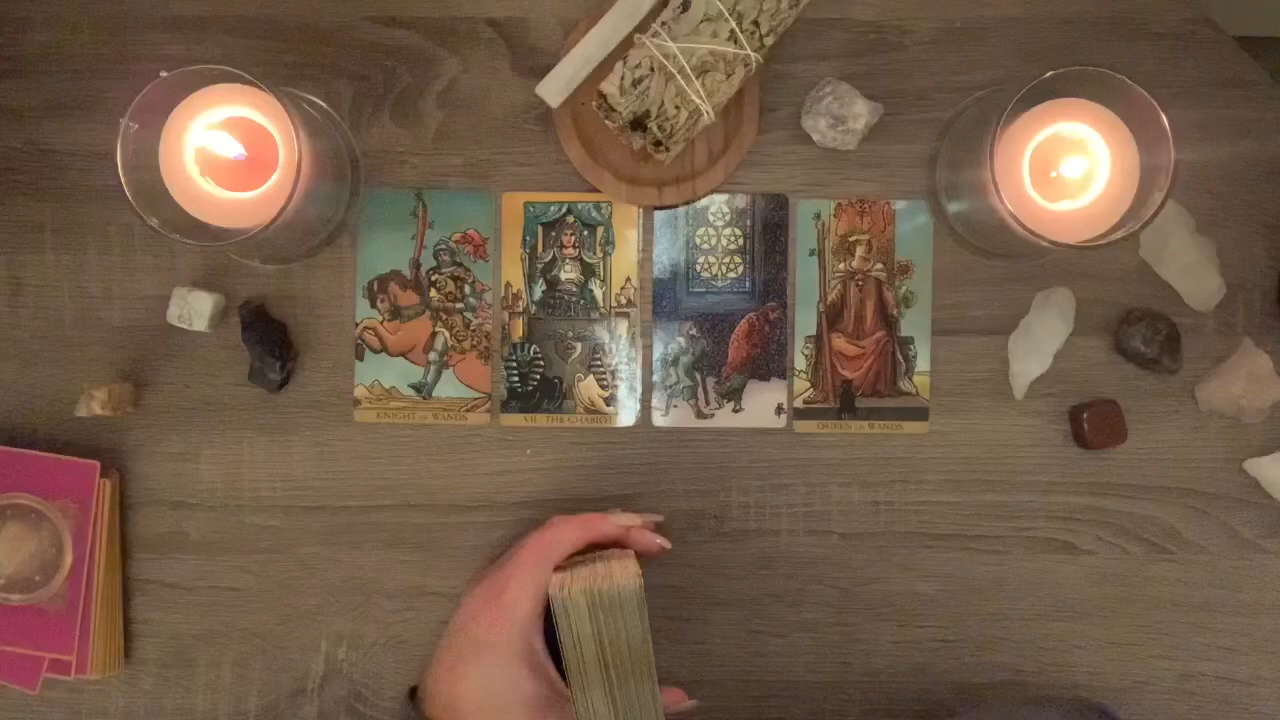 KNIGHT OF WANDS
VII. THE CHARIOT
QUEEN OF WANDS